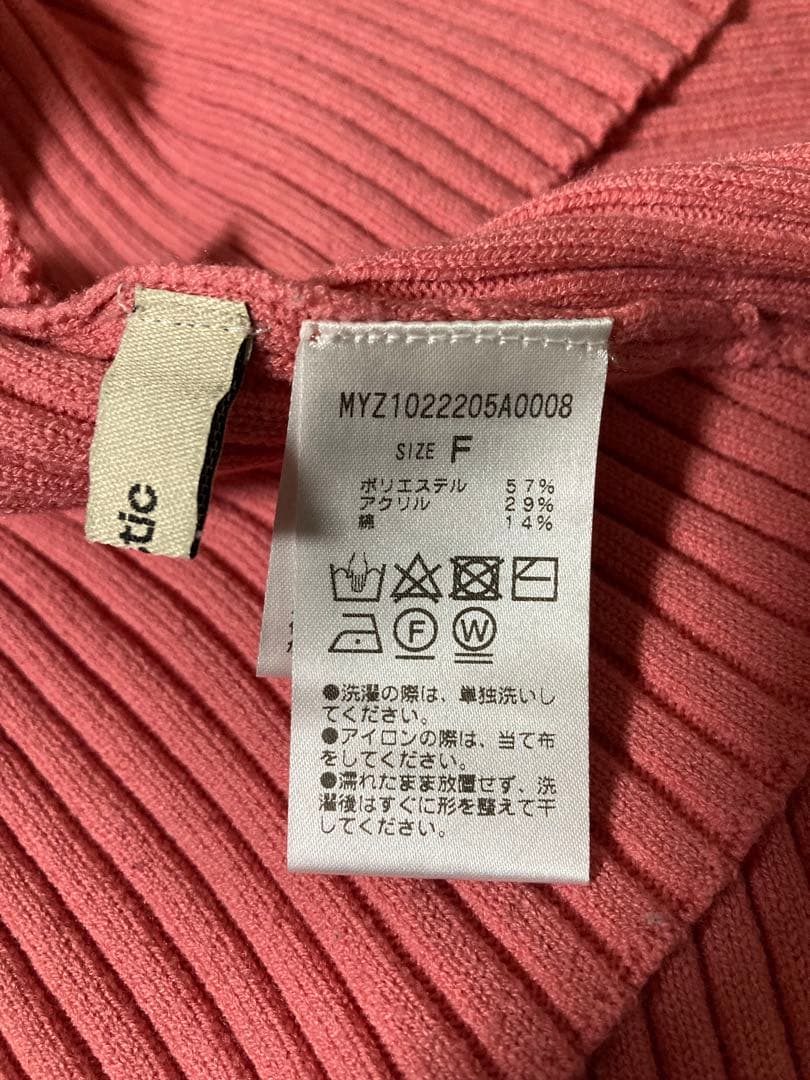 MYZ1022205A0008
SIZE F
ポリエステル 57%
アクリル 29%
綿 14%
F W
●洗濯の際は、単独洗いし
てください。
●アイロンの際は、当て布
をしてください。
●濡れたまま放置せず、洗
濯後はすぐに形を整えて干
してください。
tic